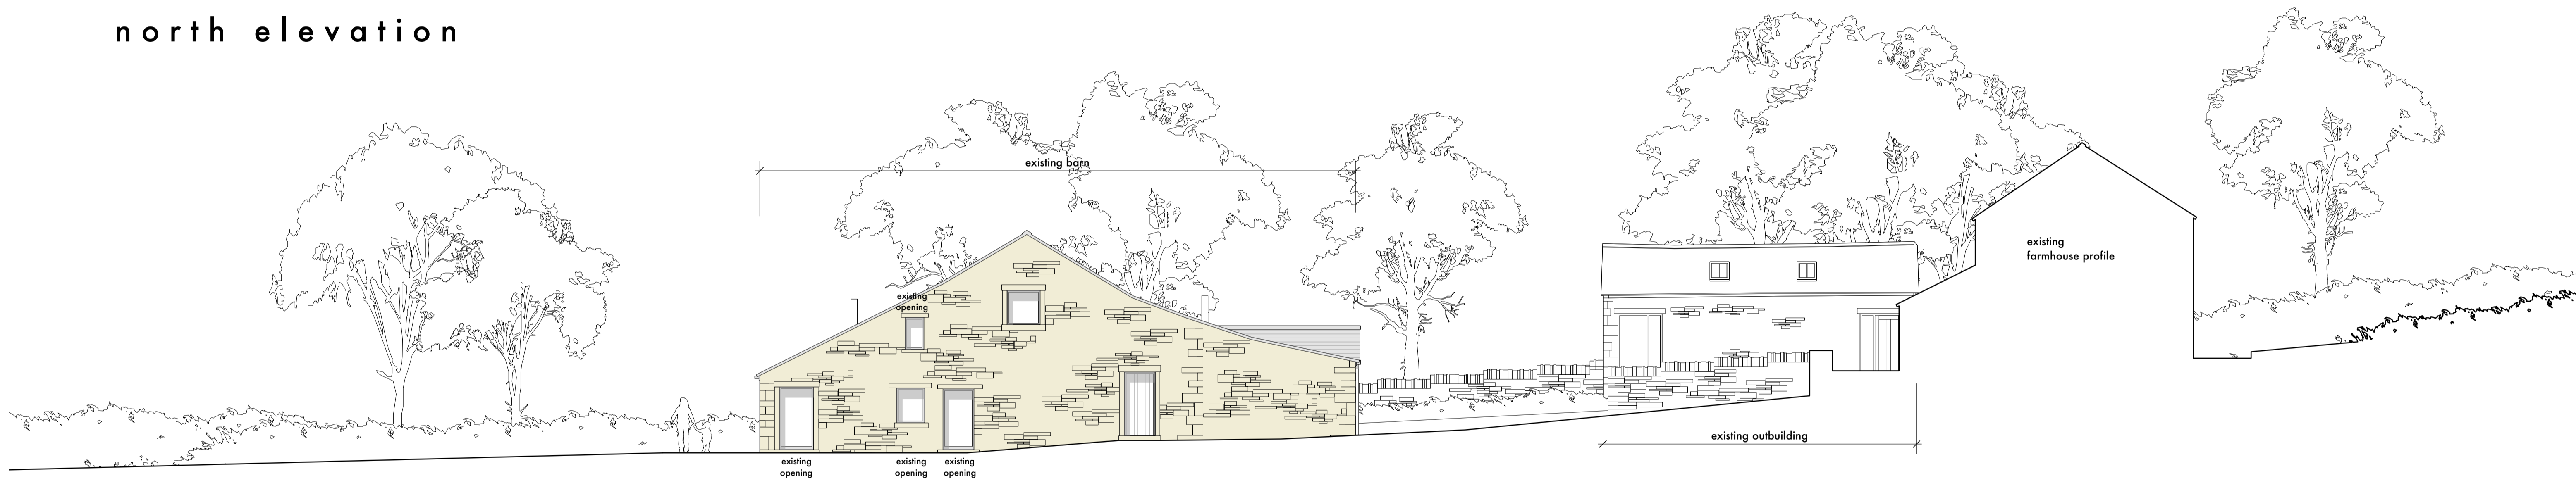 north elevation
existing barn
existing
farmhouse profile
existing
opening
existing outbuilding
existing
opening
existing
opening
existing
opening